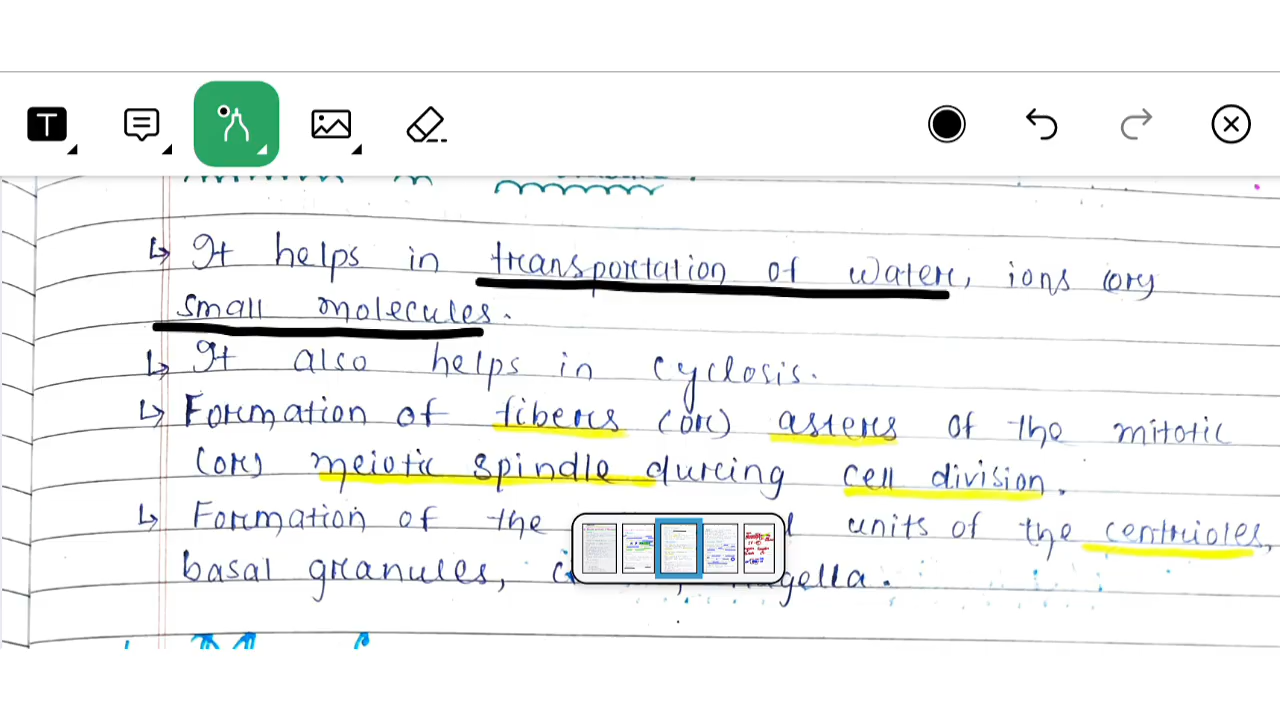 T
↳ It helps in transportation of water, ions (or)
small molecules.
↳ It also helps in cyclosis.
↳ Formation of fibers (or) asters of the mitotic
(or) meiotic spindle during cell division.
↳ Formation of the units of the centrioles,
basal granules,